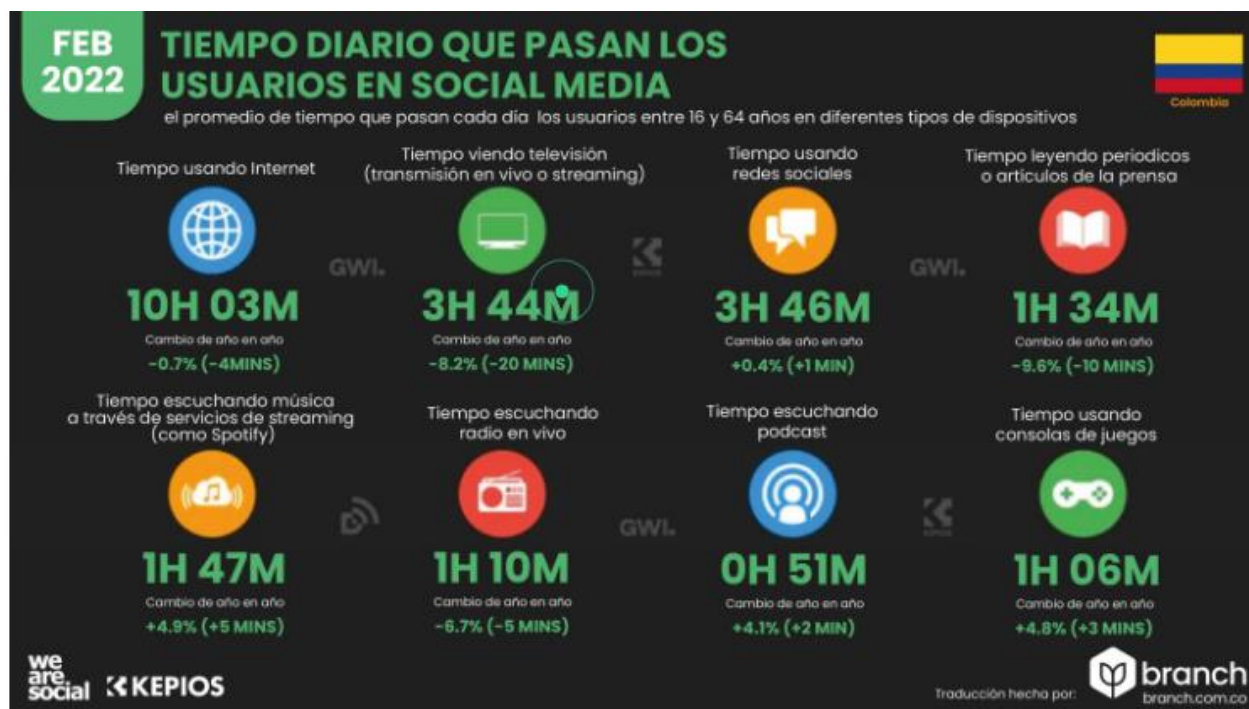 FEB
2022
TIEMPO DIARIO QUE PASAN LOS
USUARIOS EN SOCIAL MEDIA
el promedio de tiempo que pasan cada día los usuarios entre 16 y 64 años en diferentes tipos de dispositivos
Colombia
Tiempo usando Internet
10H 03M
Cambio de año en año
-0.7% (-4MINS)
Tiempo viendo televisión
(transmisión en vivo o streaming)
3H 44M
Cambio de año en año
-8.2% (-20 MINS)
Tiempo usando
redes sociales
3H 46M
Cambio de año en año
+0.4% (+1 MIN)
Tiempo leyendo periodicos
o artículos de la prensa
1H 34M
Cambio de año en año
-9.6% (-10 MINS)
GWI.
KEPIOS
GWI.
Tiempo escuchando música
a través de servicios de streaming
(como Spotify)
1H 47M
Cambio de año en año
+4.9% (+5 MINS)
Tiempo escuchando
radio en vivo
1H 10M
Cambio de año en año
-6.7% (-5 MINS)
Tiempo escuchando
podcast
0H 51M
Cambio de año en año
+4.1% (+2 MIN)
Tiempo usando
consolas de juegos
1H 06M
Cambio de año en año
+4.8% (+3 MINS)
GWI.
we
are
social
KEPIOS
Traducción hecha por:
branch
branch.com.co